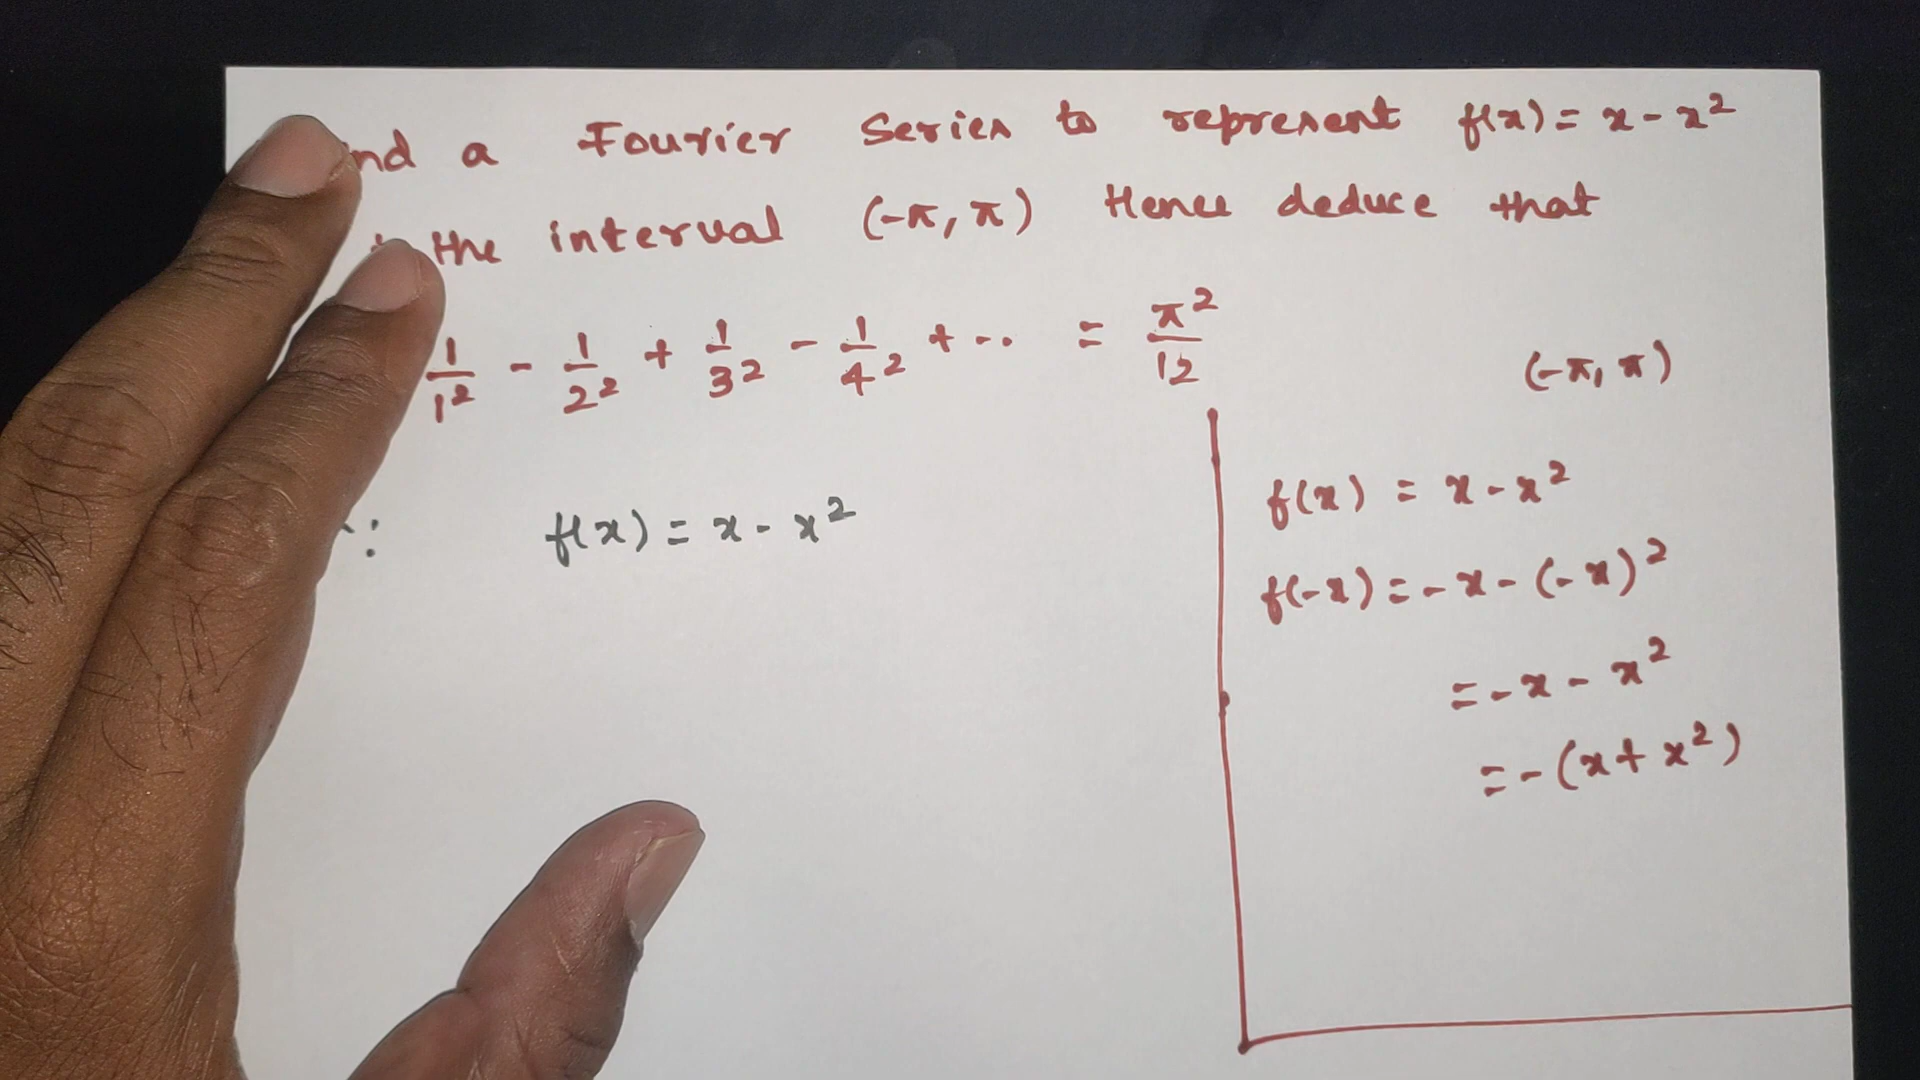 a Fourier Series to represent f(x) = x - x²
the interval (-π, π) Hence deduce that
1/1² - 1/2² + 1/3² - 1/4² + ... = π²/12
f(x) = x - x²
(-π, π)
f(x) = x - x²
f(-x) = -x - (-x)²
= -x - x²
= -(x + x²)